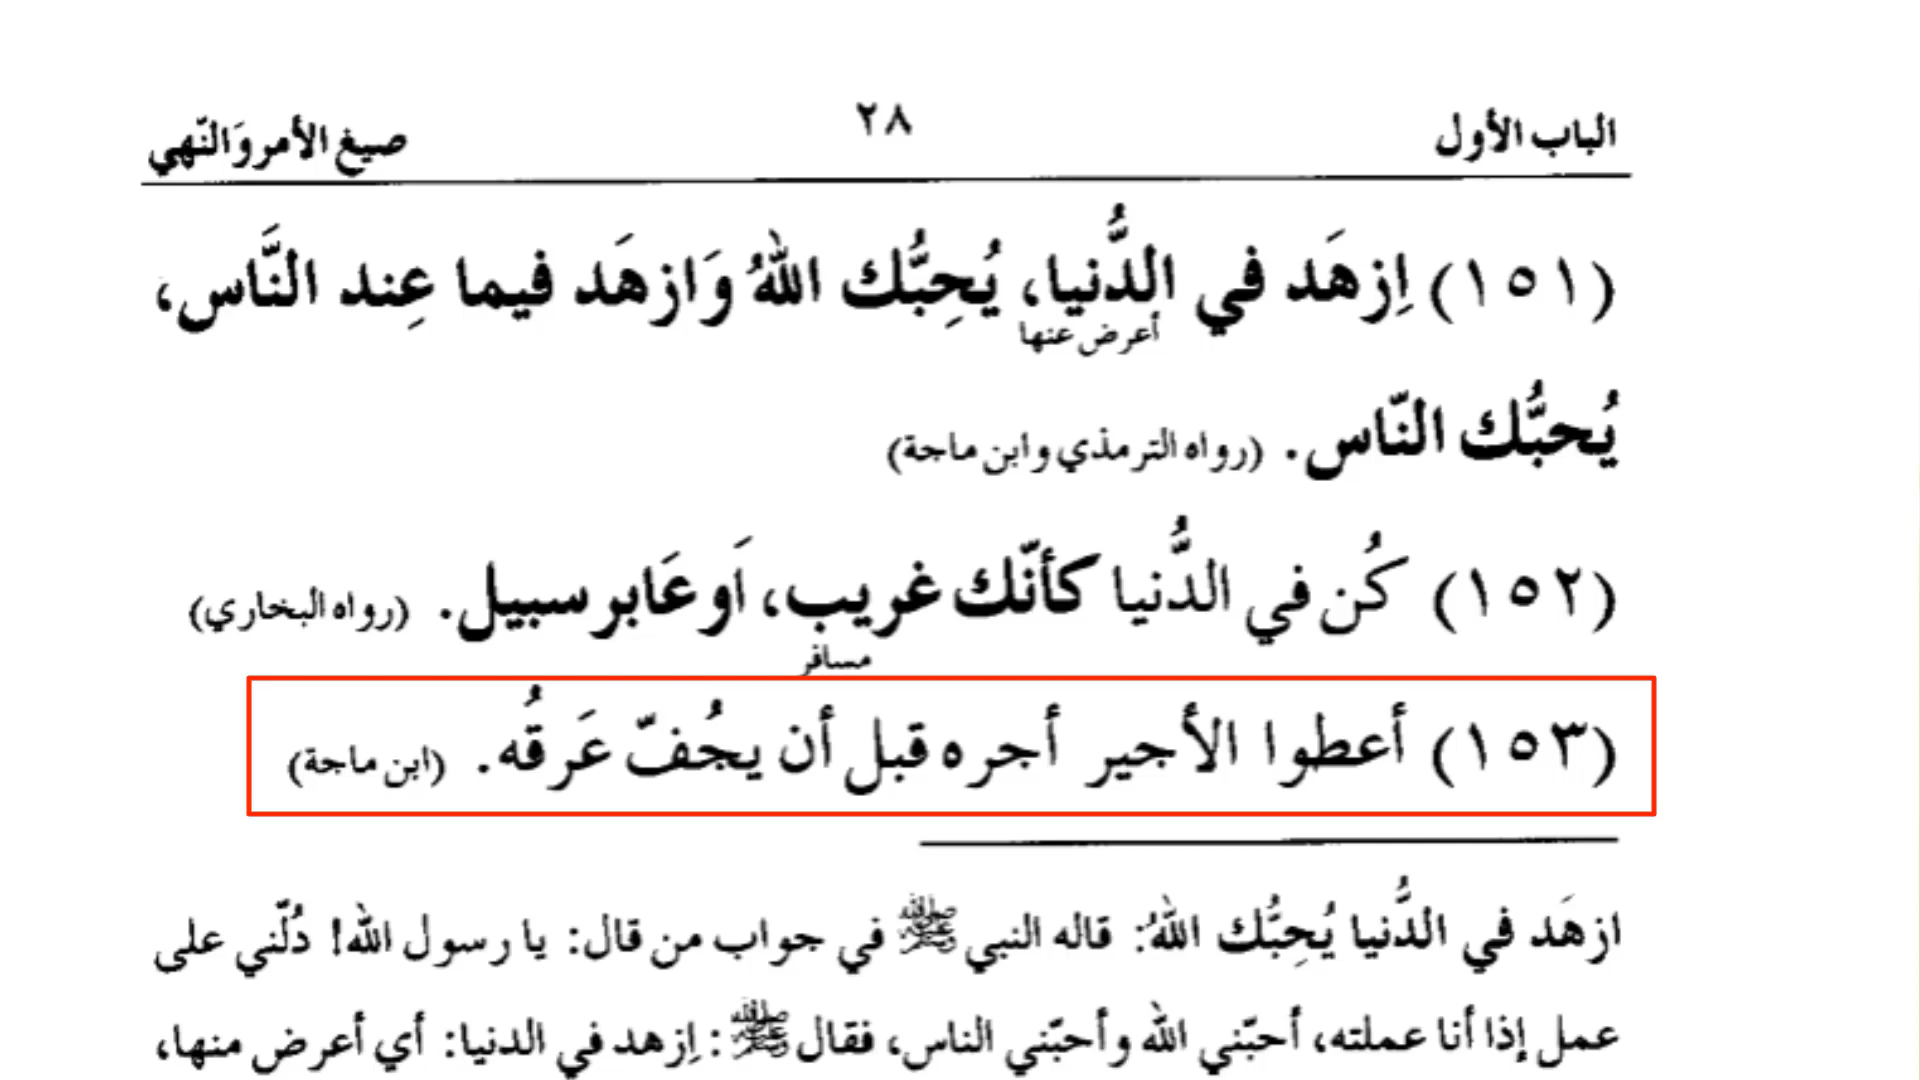 الباب الأول ٢٨ صيغ الأمر وَالنّهي
(١٥١) اِزهَد في الدُّنيا، يُحِبُّك اللهُ وَازهَد فيما عِند النَّاس،
أعرض عنها
يُحبُّك النّاس. (رواه الترمذي وابن ماجة)
(١٥٢) كُن في الدُّنيا كأنّك غريب، اَو عَابر سبيل. (رواه البخاري)
مسافر
(١٥٣) أعطوا الأجير أجره قبل أن يجُفّ عَرقُه. (ابن ماجة)
ازهَد في الدُّنيا يُحِبُّك اللهُ: قاله النبي ﷺ في جواب من قال: يا رسول الله! دُلّني على
عمل إذا أنا عملته، أحبّني الله وأحبّني الناس، فقال ﷺ: اِزهد في الدنيا: أي أعرض منها،